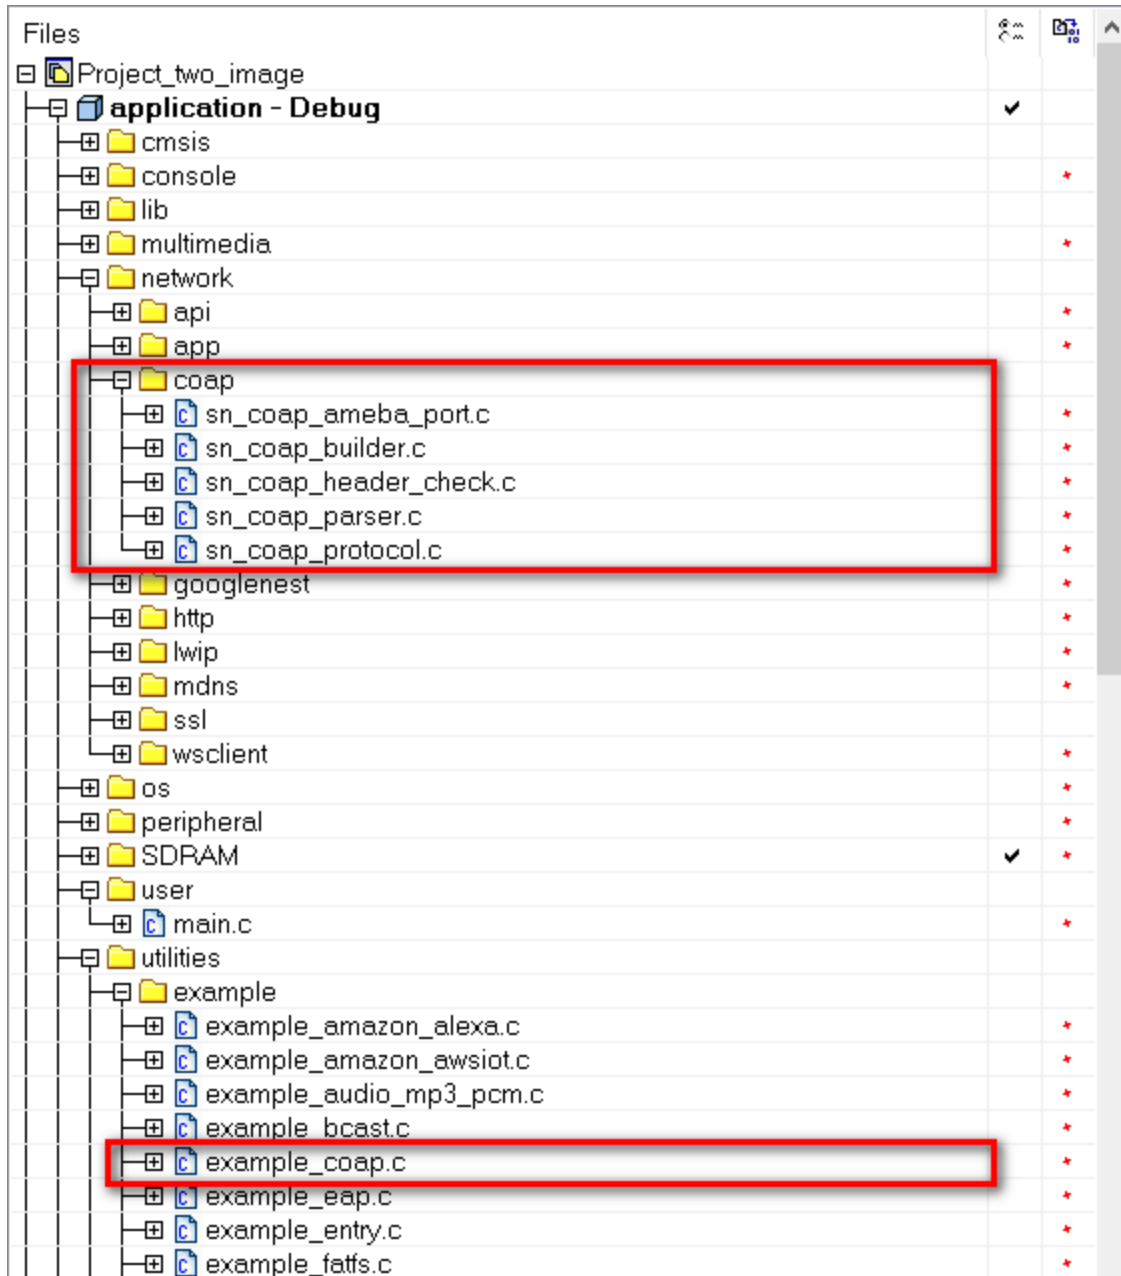 Files
Project_two_image
application - Debug
cmsis
console
lib
multimedia
network
api
app
coap
sn_coap_ameba_port.c
sn_coap_builder.c
sn_coap_header_check.c
sn_coap_parser.c
sn_coap_protocol.c
googlenest
http
lwip
mdns
ssl
wsclient
os
peripheral
SDRAM
user
main.c
utilities
example
example_amazon_alexa.c
example_amazon_awsiot.c
example_audio_mp3_pcm.c
example_bcast.c
example_coap.c
example_eap.c
example_entry.c
example_fatfs.c